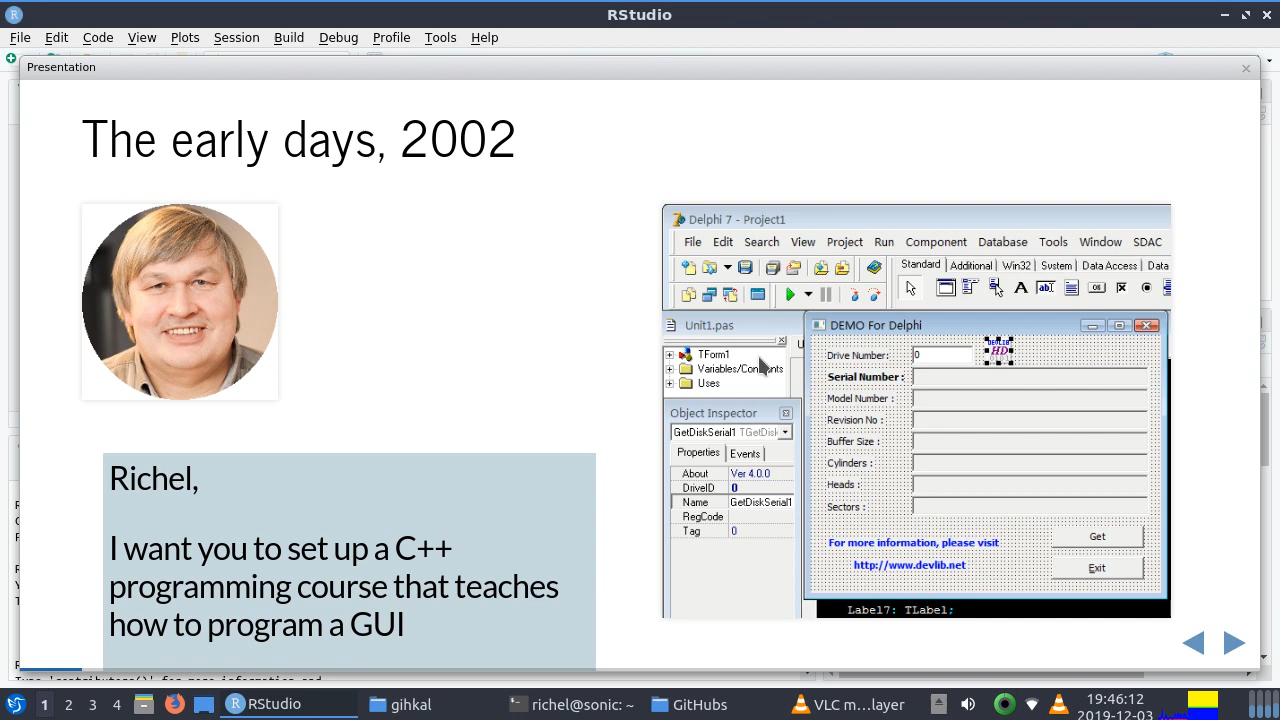 RStudio
File Edit Code View Plots Session Build Debug Profile Tools Help
Presentation
The early days, 2002
Richel,
I want you to set up a C++
programming course that teaches
how to program a GUI
Delphi 7 - Project1
File Edit Search View Project Run Component Database Tools Window SDAC
Standard Additional Win32 System Data Access Data
Unit1.pas
TForm1
Uses
Object Inspector
GetDiskSerial1
Properties Events
About Ver 4.0.0
DriveID 0
Name GetDiskSerial1
RegCode
Tag 0
DEMO For Delphi
Drive Number: 0
DEVLIB
HD
Serial Number:
Model Number :
Revision No :
Buffer Size :
Cylinders :
Heads :
Sectors :
For more information, please visit
http://www.devlib.net
Get
Exit
Label7: TLabel;
1 2 3 4 RStudio gihkal richel@sonic: ~ GitHubs VLC m...layer
19:46:12
2019-12-03